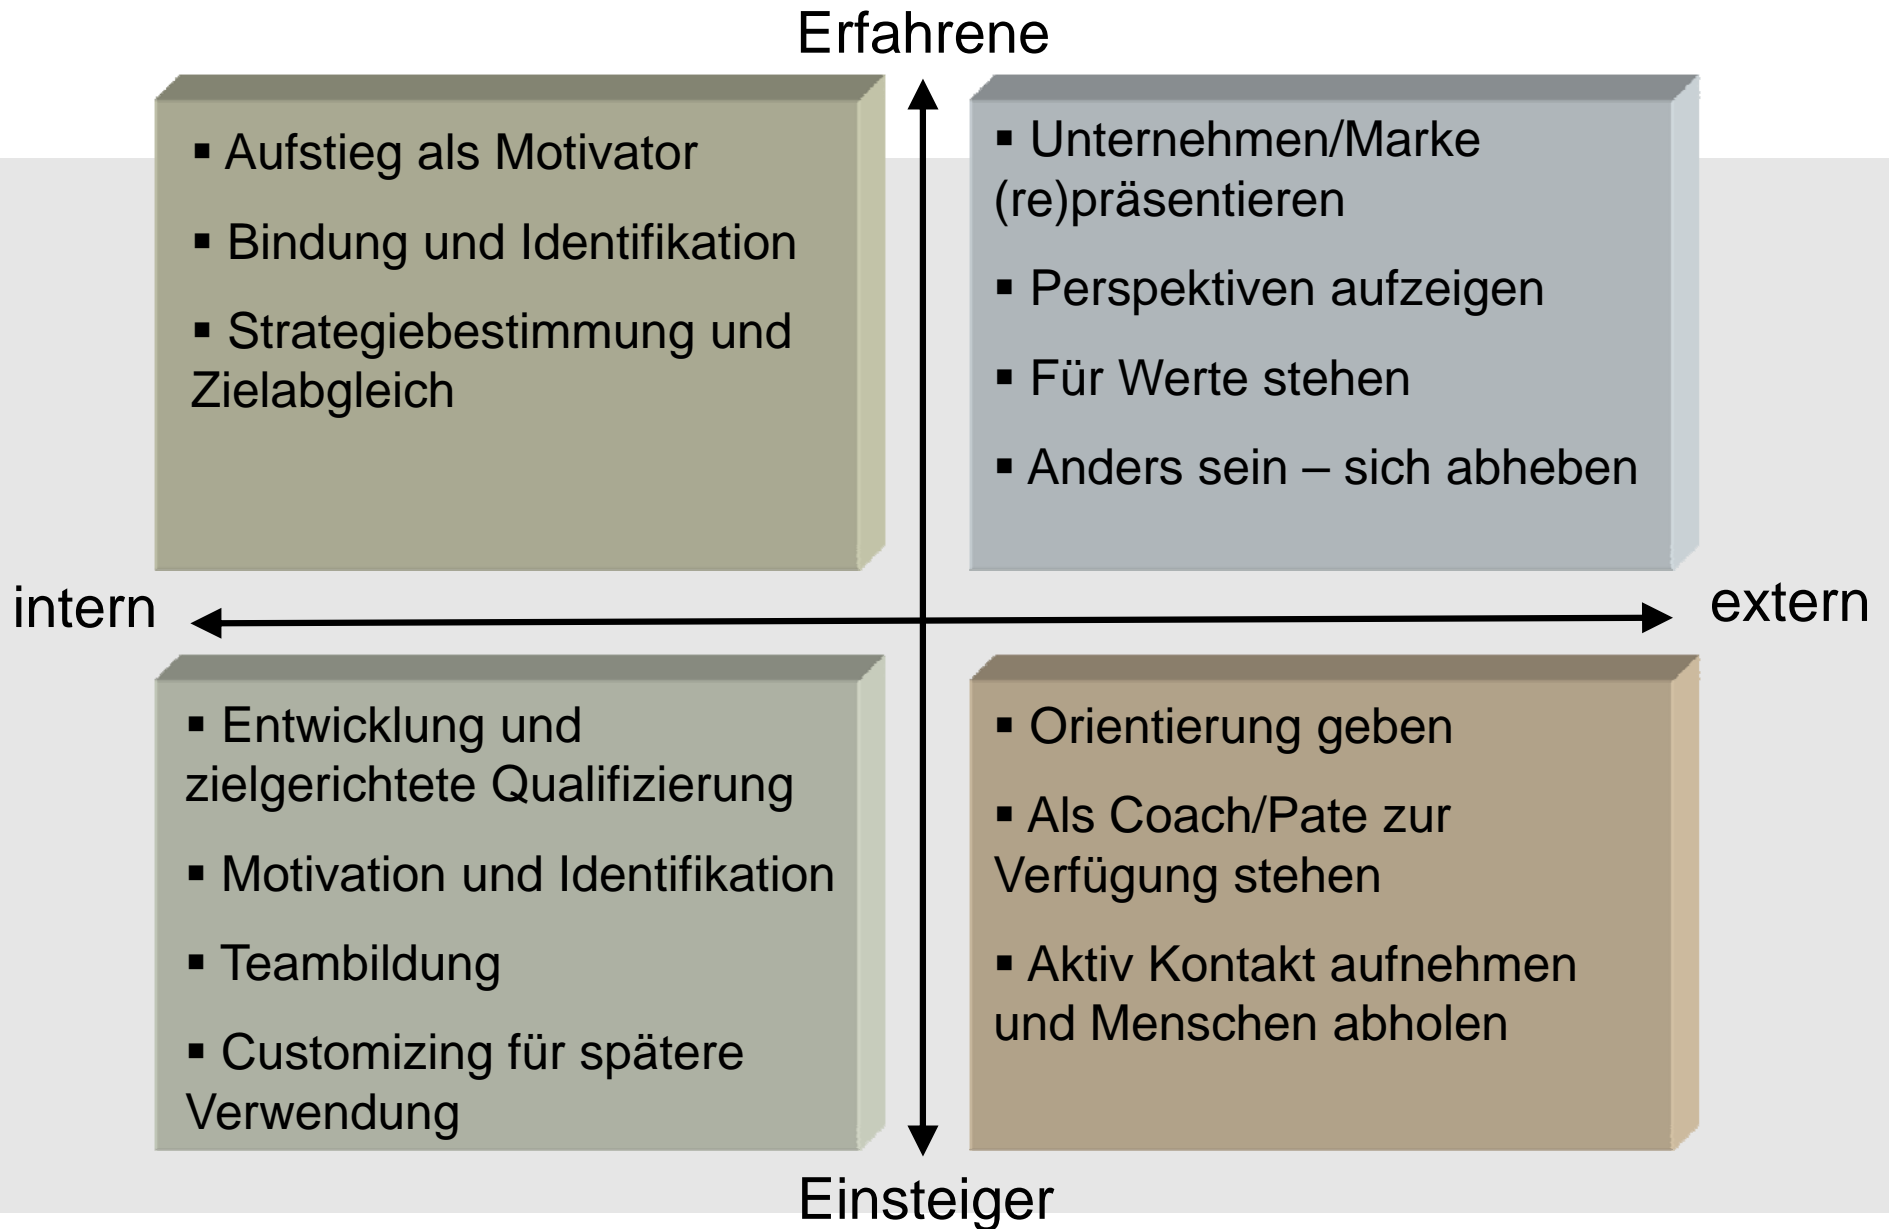 Erfahrene
▪ Aufstieg als Motivator
▪ Bindung und Identifikation
▪ Strategiebestimmung und
Zielabgleich
▪ Unternehmen/Marke
(re)präsentieren
▪ Perspektiven aufzeigen
▪ Für Werte stehen
▪ Anders sein – sich abheben
intern
extern
▪ Entwicklung und
zielgerichtete Qualifizierung
▪ Motivation und Identifikation
▪ Teambildung
▪ Customizing für spätere
Verwendung
▪ Orientierung geben
▪ Als Coach/Pate zur
Verfügung stehen
▪ Aktiv Kontakt aufnehmen
und Menschen abholen
Einsteiger